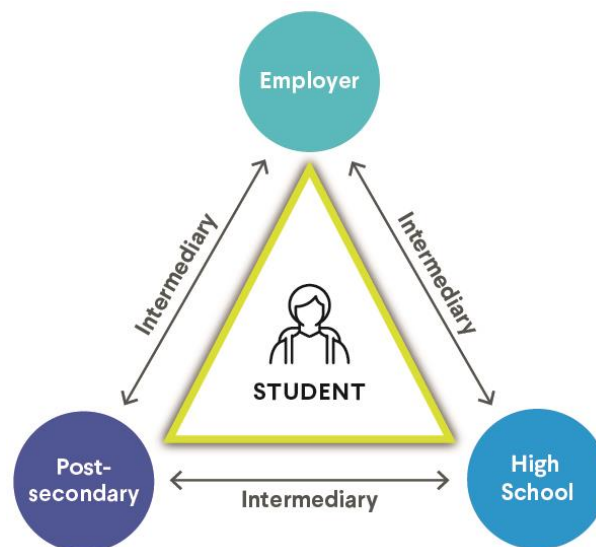 Employer
Intermediary
Intermediary
STUDENT
Post-
secondary
Intermediary
High
School